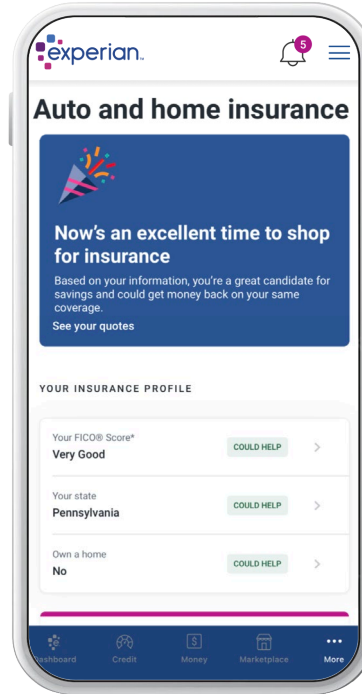 experian™
5
Auto and home insurance
Now's an excellent time to shop
for insurance
Based on your information, you're a great candidate for
savings and could get money back on your same
coverage.
See your quotes
YOUR INSURANCE PROFILE
Your FICO® Score*
Very Good
COULD HELP
Your state
Pennsylvania
COULD HELP
Own a home
No
COULD HELP
Dashboard
Credit
Money
Marketplace
More